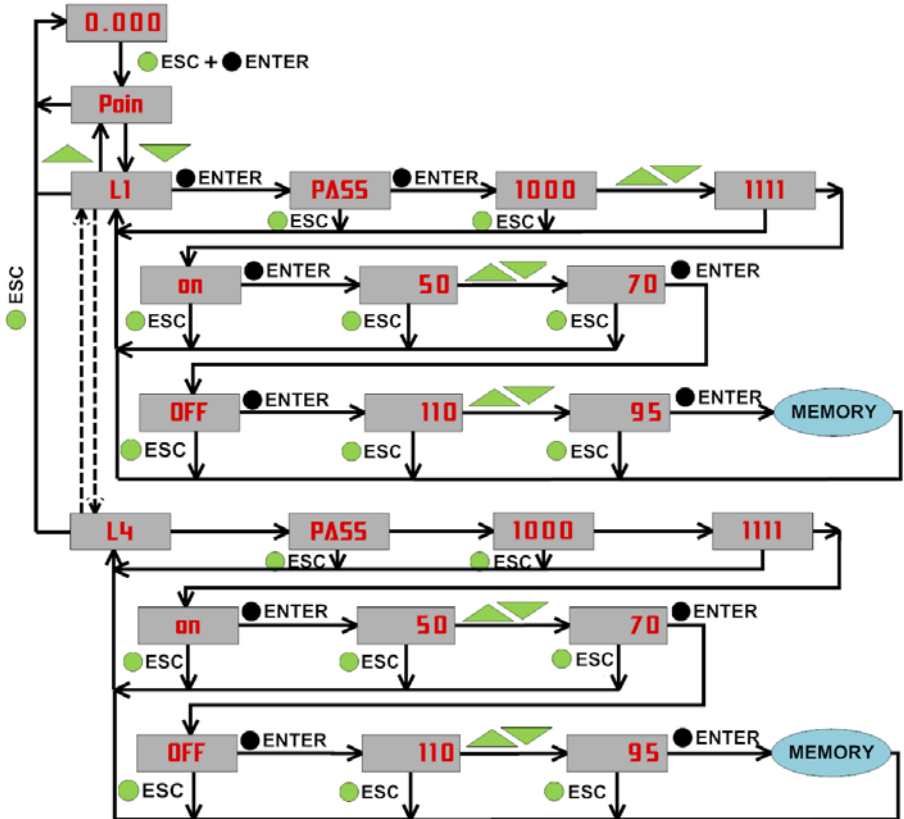 0.000
ESC + ENTER
Poin
L1 ENTER PASS ENTER 1000 1111
ESC ESC
on ENTER 50 70 ENTER
ESC ESC ESC
ESC
OFF ENTER 110 95 ENTER MEMORY
ESC ESC ESC
L4 PASS 1000 1111
ESC ESC
on ENTER 50 70 ENTER
ESC ESC ESC
OFF ENTER 110 95 ENTER MEMORY
ESC ESC ESC